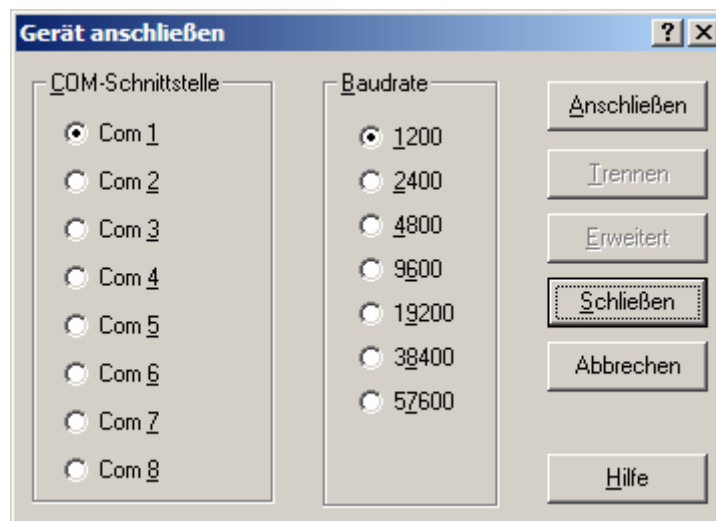 Gerät anschließen
COM-Schnittstelle
Com 1
Com 2
Com 3
Com 4
Com 5
Com 6
Com 7
Com 8
Baudrate
1200
2400
4800
9600
19200
38400
57600
Anschließen
Trennen
Erweitert
Schließen
Abbrechen
Hilfe